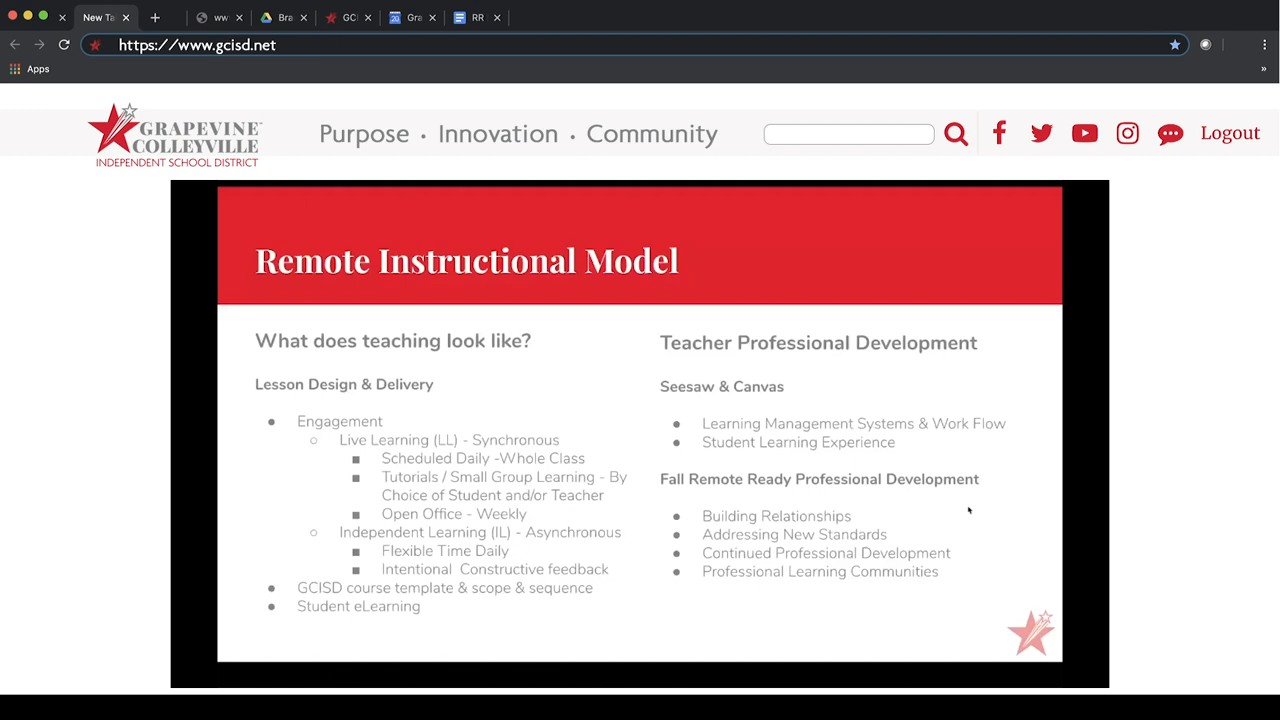 New Ta
ww
Bra
GCI
Gra
RR
https://www.gcisd.net
Apps
GRAPEVINE
COLLEYVILLE
INDEPENDENT SCHOOL DISTRICT
Purpose · Innovation · Community
Logout
Remote Instructional Model
What does teaching look like?
Lesson Design & Delivery
Engagement
Live Learning (LL) - Synchronous
Scheduled Daily -Whole Class
Tutorials / Small Group Learning - By
Choice of Student and/or Teacher
Open Office - Weekly
Independent Learning (IL) - Asynchronous
Flexible Time Daily
Intentional Constructive feedback
GCISD course template & scope & sequence
Student eLearning
Teacher Professional Development
Seesaw & Canvas
Learning Management Systems & Work Flow
Student Learning Experience
Fall Remote Ready Professional Development
Building Relationships
Addressing New Standards
Continued Professional Development
Professional Learning Communities